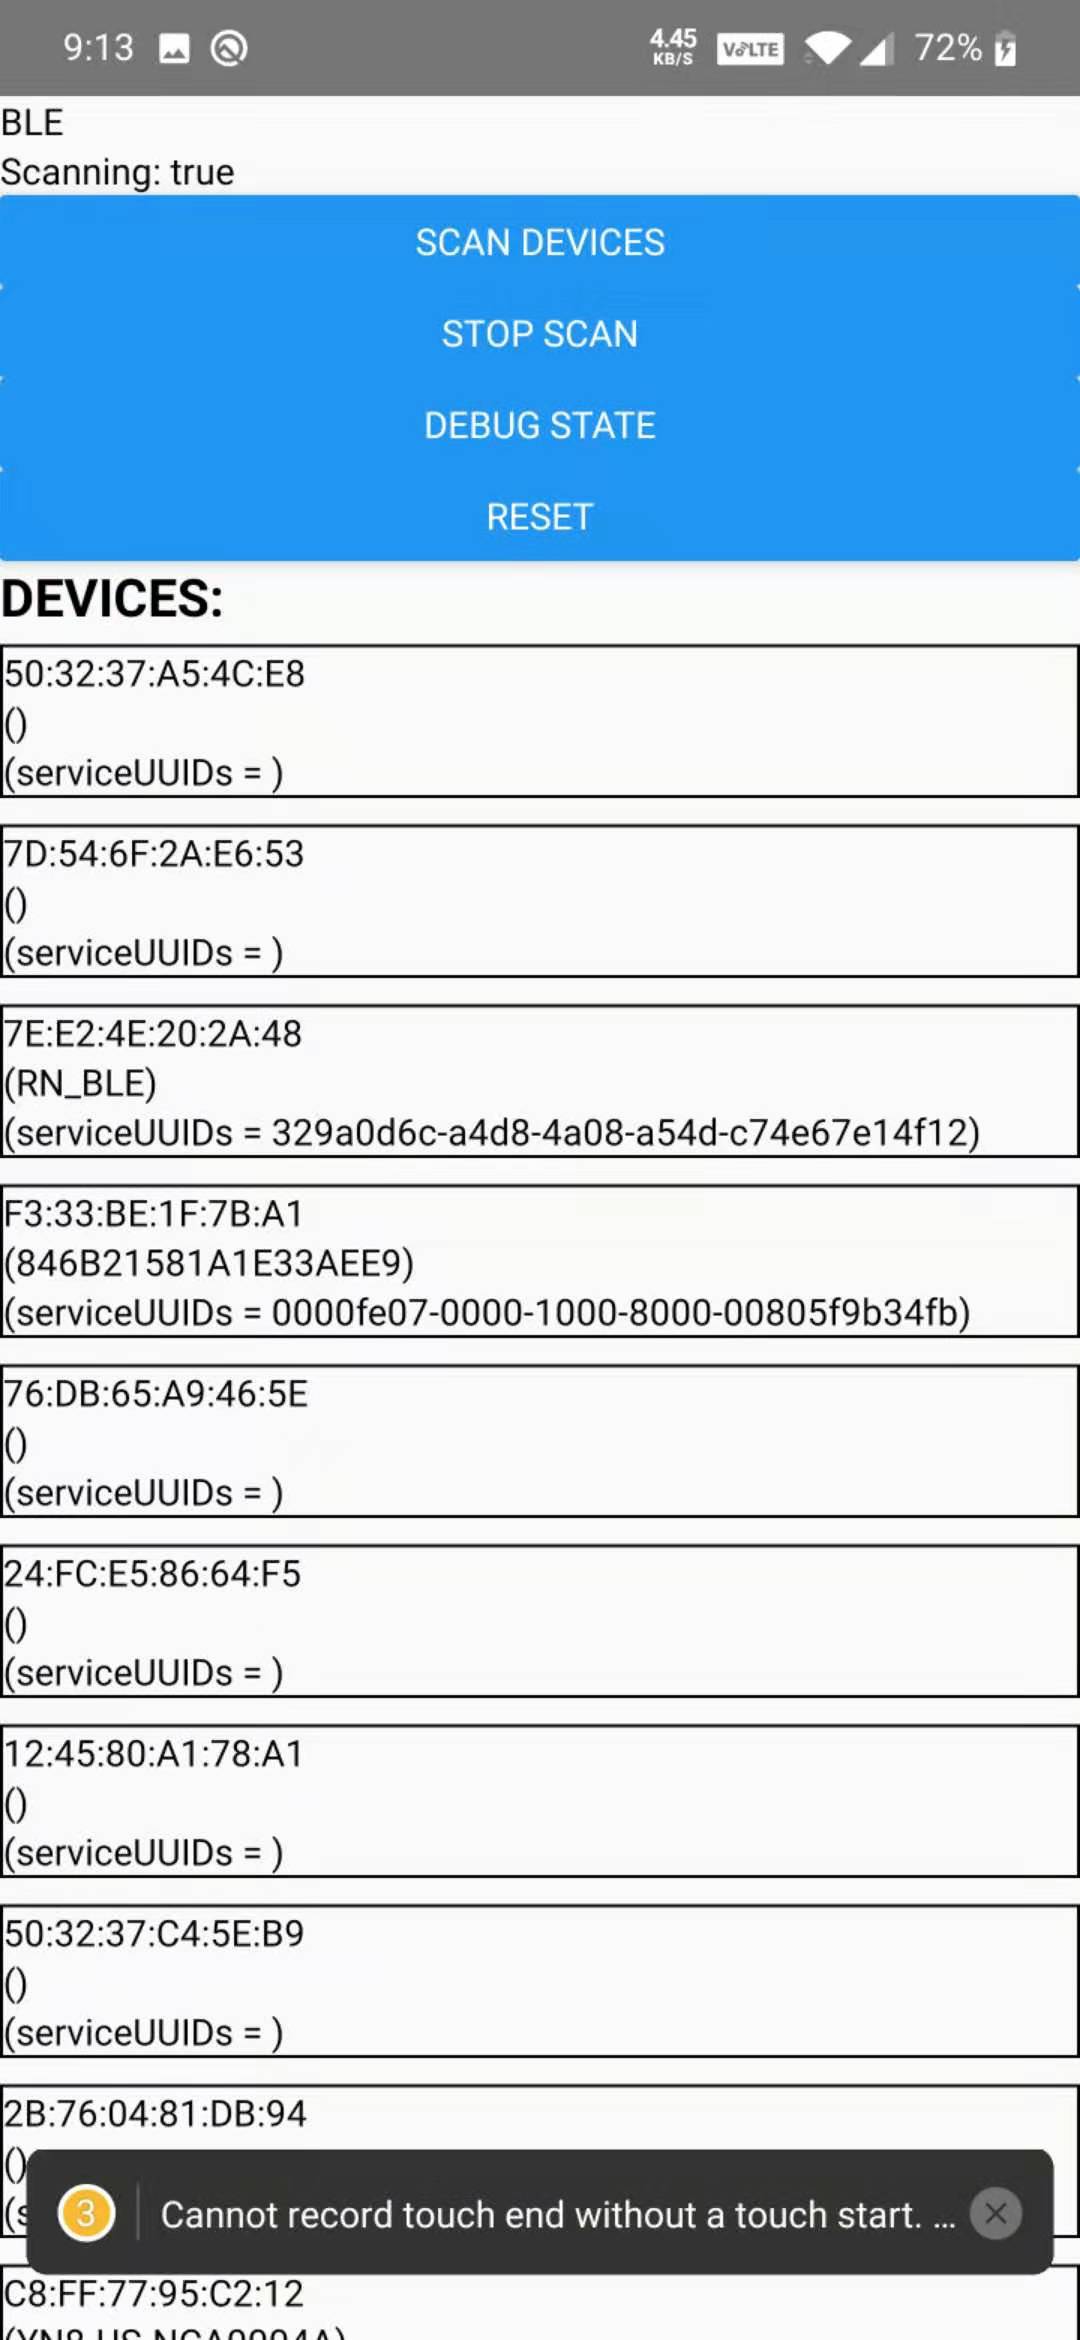 9:13
4.45
KB/S
VoLTE
72%
BLE
Scanning: true
SCAN DEVICES
STOP SCAN
DEBUG STATE
RESET
DEVICES:
50:32:37:A5:4C:E8
()
(serviceUUIDs = )
7D:54:6F:2A:E6:53
()
(serviceUUIDs = )
7E:E2:4E:20:2A:48
(RN_BLE)
(serviceUUIDs = 329a0d6c-a4d8-4a08-a54d-c74e67e14f12)
F3:33:BE:1F:7B:A1
(846B21581A1E33AEE9)
(serviceUUIDs = 0000fe07-0000-1000-8000-00805f9b34fb)
76:DB:65:A9:46:5E
()
(serviceUUIDs = )
24:FC:E5:86:64:F5
()
(serviceUUIDs = )
12:45:80:A1:78:A1
()
(serviceUUIDs = )
50:32:37:C4:5E:B9
()
(serviceUUIDs = )
2B:76:04:81:DB:94
()
(s
3
Cannot record touch end without a touch start. ...
C8:FF:77:95:C2:12